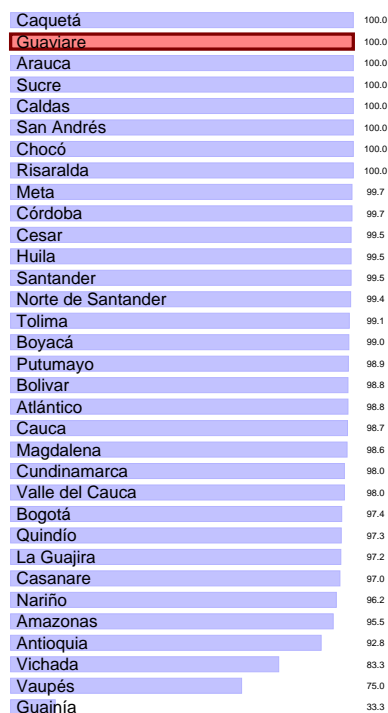 Caquetá 100.0
Guaviare 100.0
Arauca 100.0
Sucre 100.0
Caldas 100.0
San Andrés 100.0
Chocó 100.0
Risaralda 100.0
Meta 99.7
Córdoba 99.7
Cesar 99.5
Huila 99.5
Santander 99.5
Norte de Santander 99.4
Tolima 99.1
Boyacá 99.0
Putumayo 98.9
Bolivar 98.8
Atlántico 98.8
Cauca 98.7
Magdalena 98.6
Cundinamarca 98.0
Valle del Cauca 98.0
Bogotá 97.4
Quindío 97.3
La Guajira 97.2
Casanare 97.0
Nariño 96.2
Amazonas 95.5
Antioquia 92.8
Vichada 83.3
Vaupés 75.0
Guainía 33.3